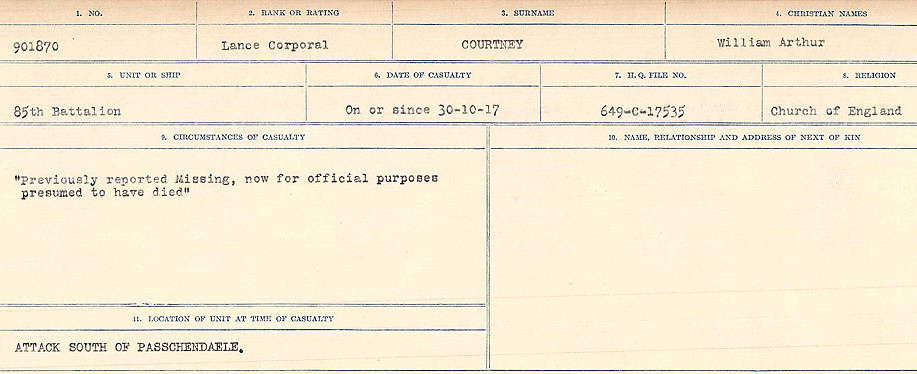 1. NO. 2. RANK OR RATING 3. SURNAME 4. CHRISTIAN NAMES
901870 Lance Corporal COURTNEY William Arthur
5. UNIT OR SHIP 6. DATE OF CASUALTY 7. H. Q. FILE NO. 8. RELIGION
85th Battalion On or since 30-10-17 649-C-17535 Church of England
9. CIRCUMSTANCES OF CASUALTY 10. NAME, RELATIONSHIP AND ADDRESS OF NEXT OF KIN
"Previously reported Missing, now for official purposes
presumed to have died"
11. LOCATION OF UNIT AT TIME OF CASUALTY
ATTACK SOUTH OF PASSCHENDAELE.